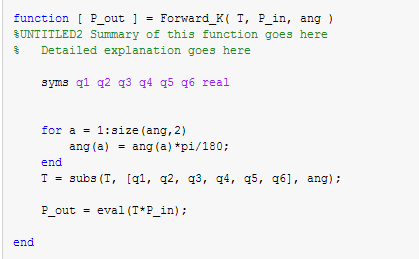 function [ P_out ] = Forward_K( T, P_in, ang )
%UNTITLED2 Summary of this function goes here
%   Detailed explanation goes here
syms q1 q2 q3 q4 q5 q6 real
for a = 1:size(ang,2)
ang(a) = ang(a)*pi/180;
end
T = subs(T, [q1, q2, q3, q4, q5, q6], ang);
P_out = eval(T*P_in);
end